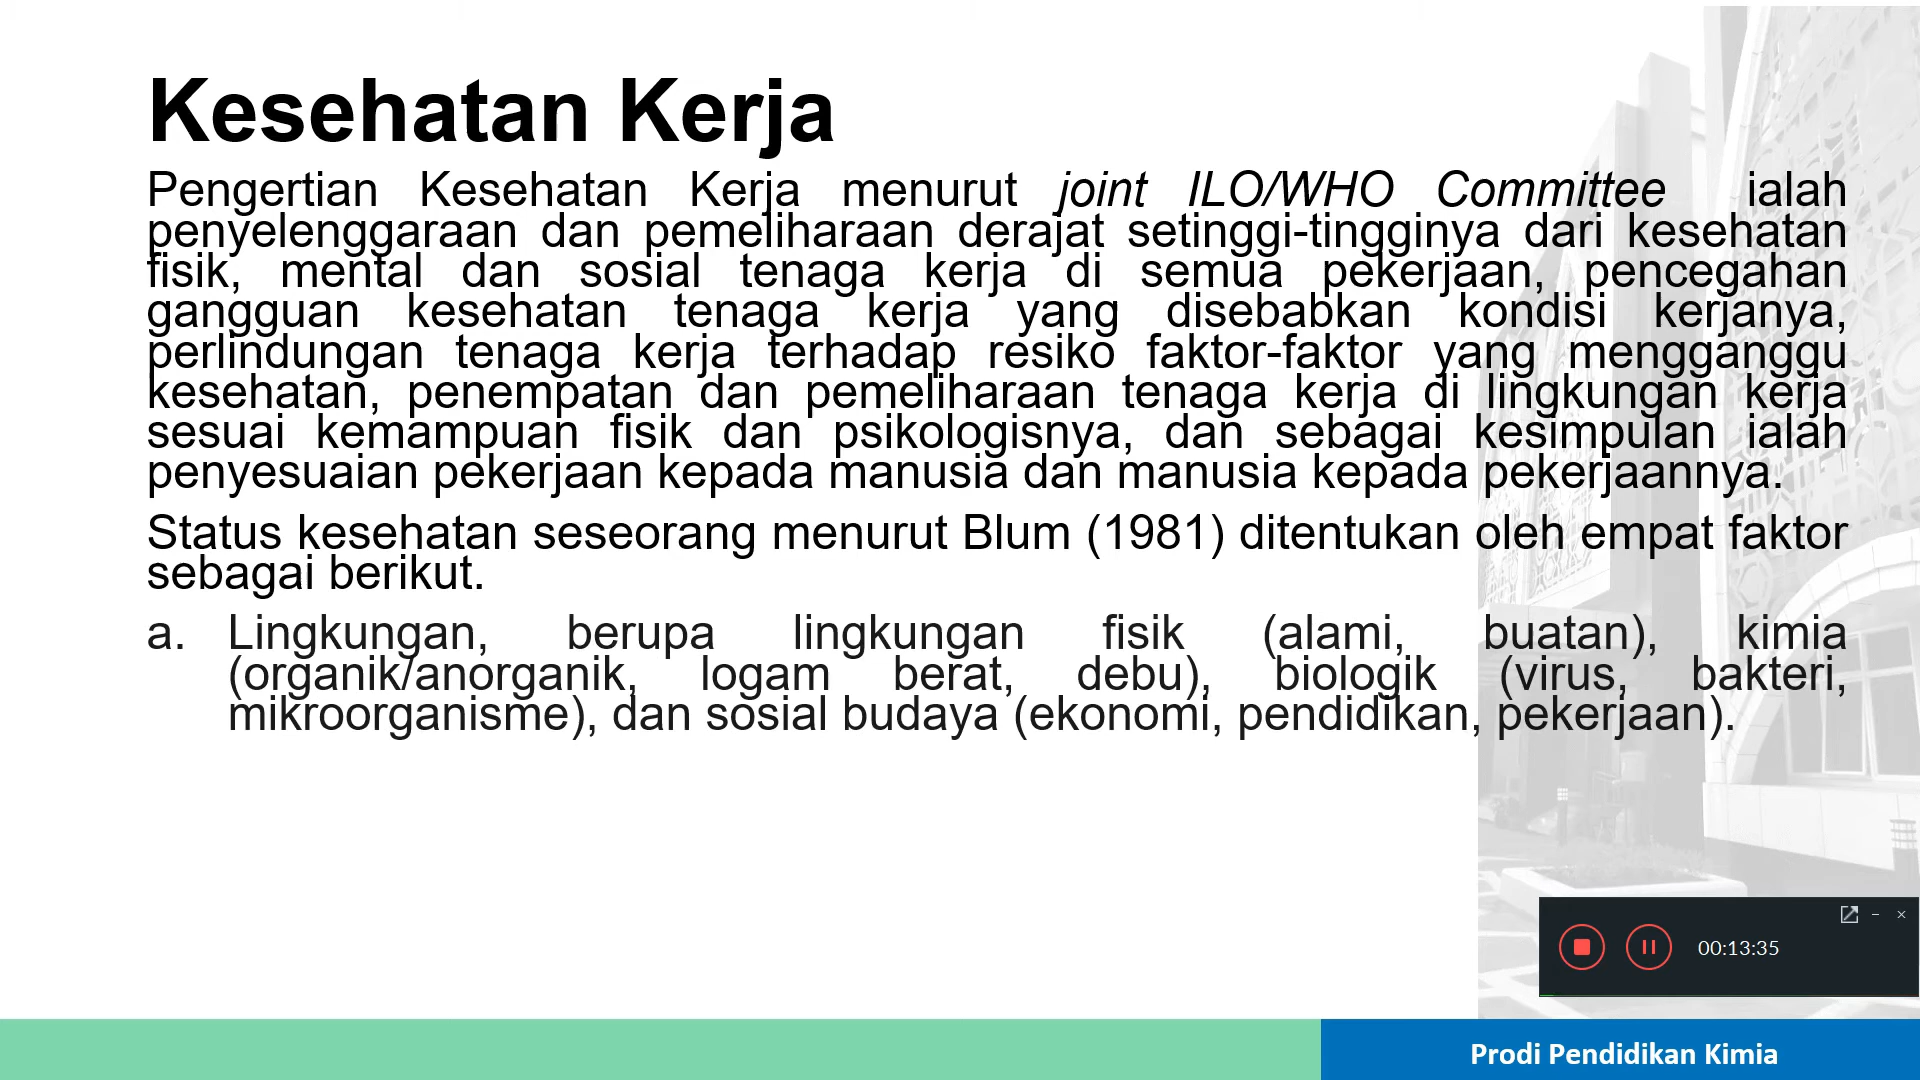 Kesehatan Kerja
Pengertian Kesehatan Kerja menurut joint ILO/WHO Committee ialah
penyelenggaraan dan pemeliharaan derajat setinggi-tingginya dari kesehatan
fisik, mental dan sosial tenaga kerja di semua pekerjaan, pencegahan
gangguan kesehatan tenaga kerja yang disebabkan kondisi kerjanya,
perlindungan tenaga kerja terhadap resiko faktor-faktor yang mengganggu
kesehatan, penempatan dan pemeliharaan tenaga kerja di lingkungan kerja
sesuai kemampuan fisik dan psikologisnya, dan sebagai kesimpulan ialah
penyesuaian pekerjaan kepada manusia dan manusia kepada pekerjaannya.
Status kesehatan seseorang menurut Blum (1981) ditentukan oleh empat faktor
sebagai berikut.
a. Lingkungan, berupa lingkungan fisik (alami, buatan), kimia
(organik/anorganik, logam berat, debu), biologik (virus, bakteri,
mikroorganisme), dan sosial budaya (ekonomi, pendidikan, pekerjaan).
00:13:35
Prodi Pendidikan Kimia